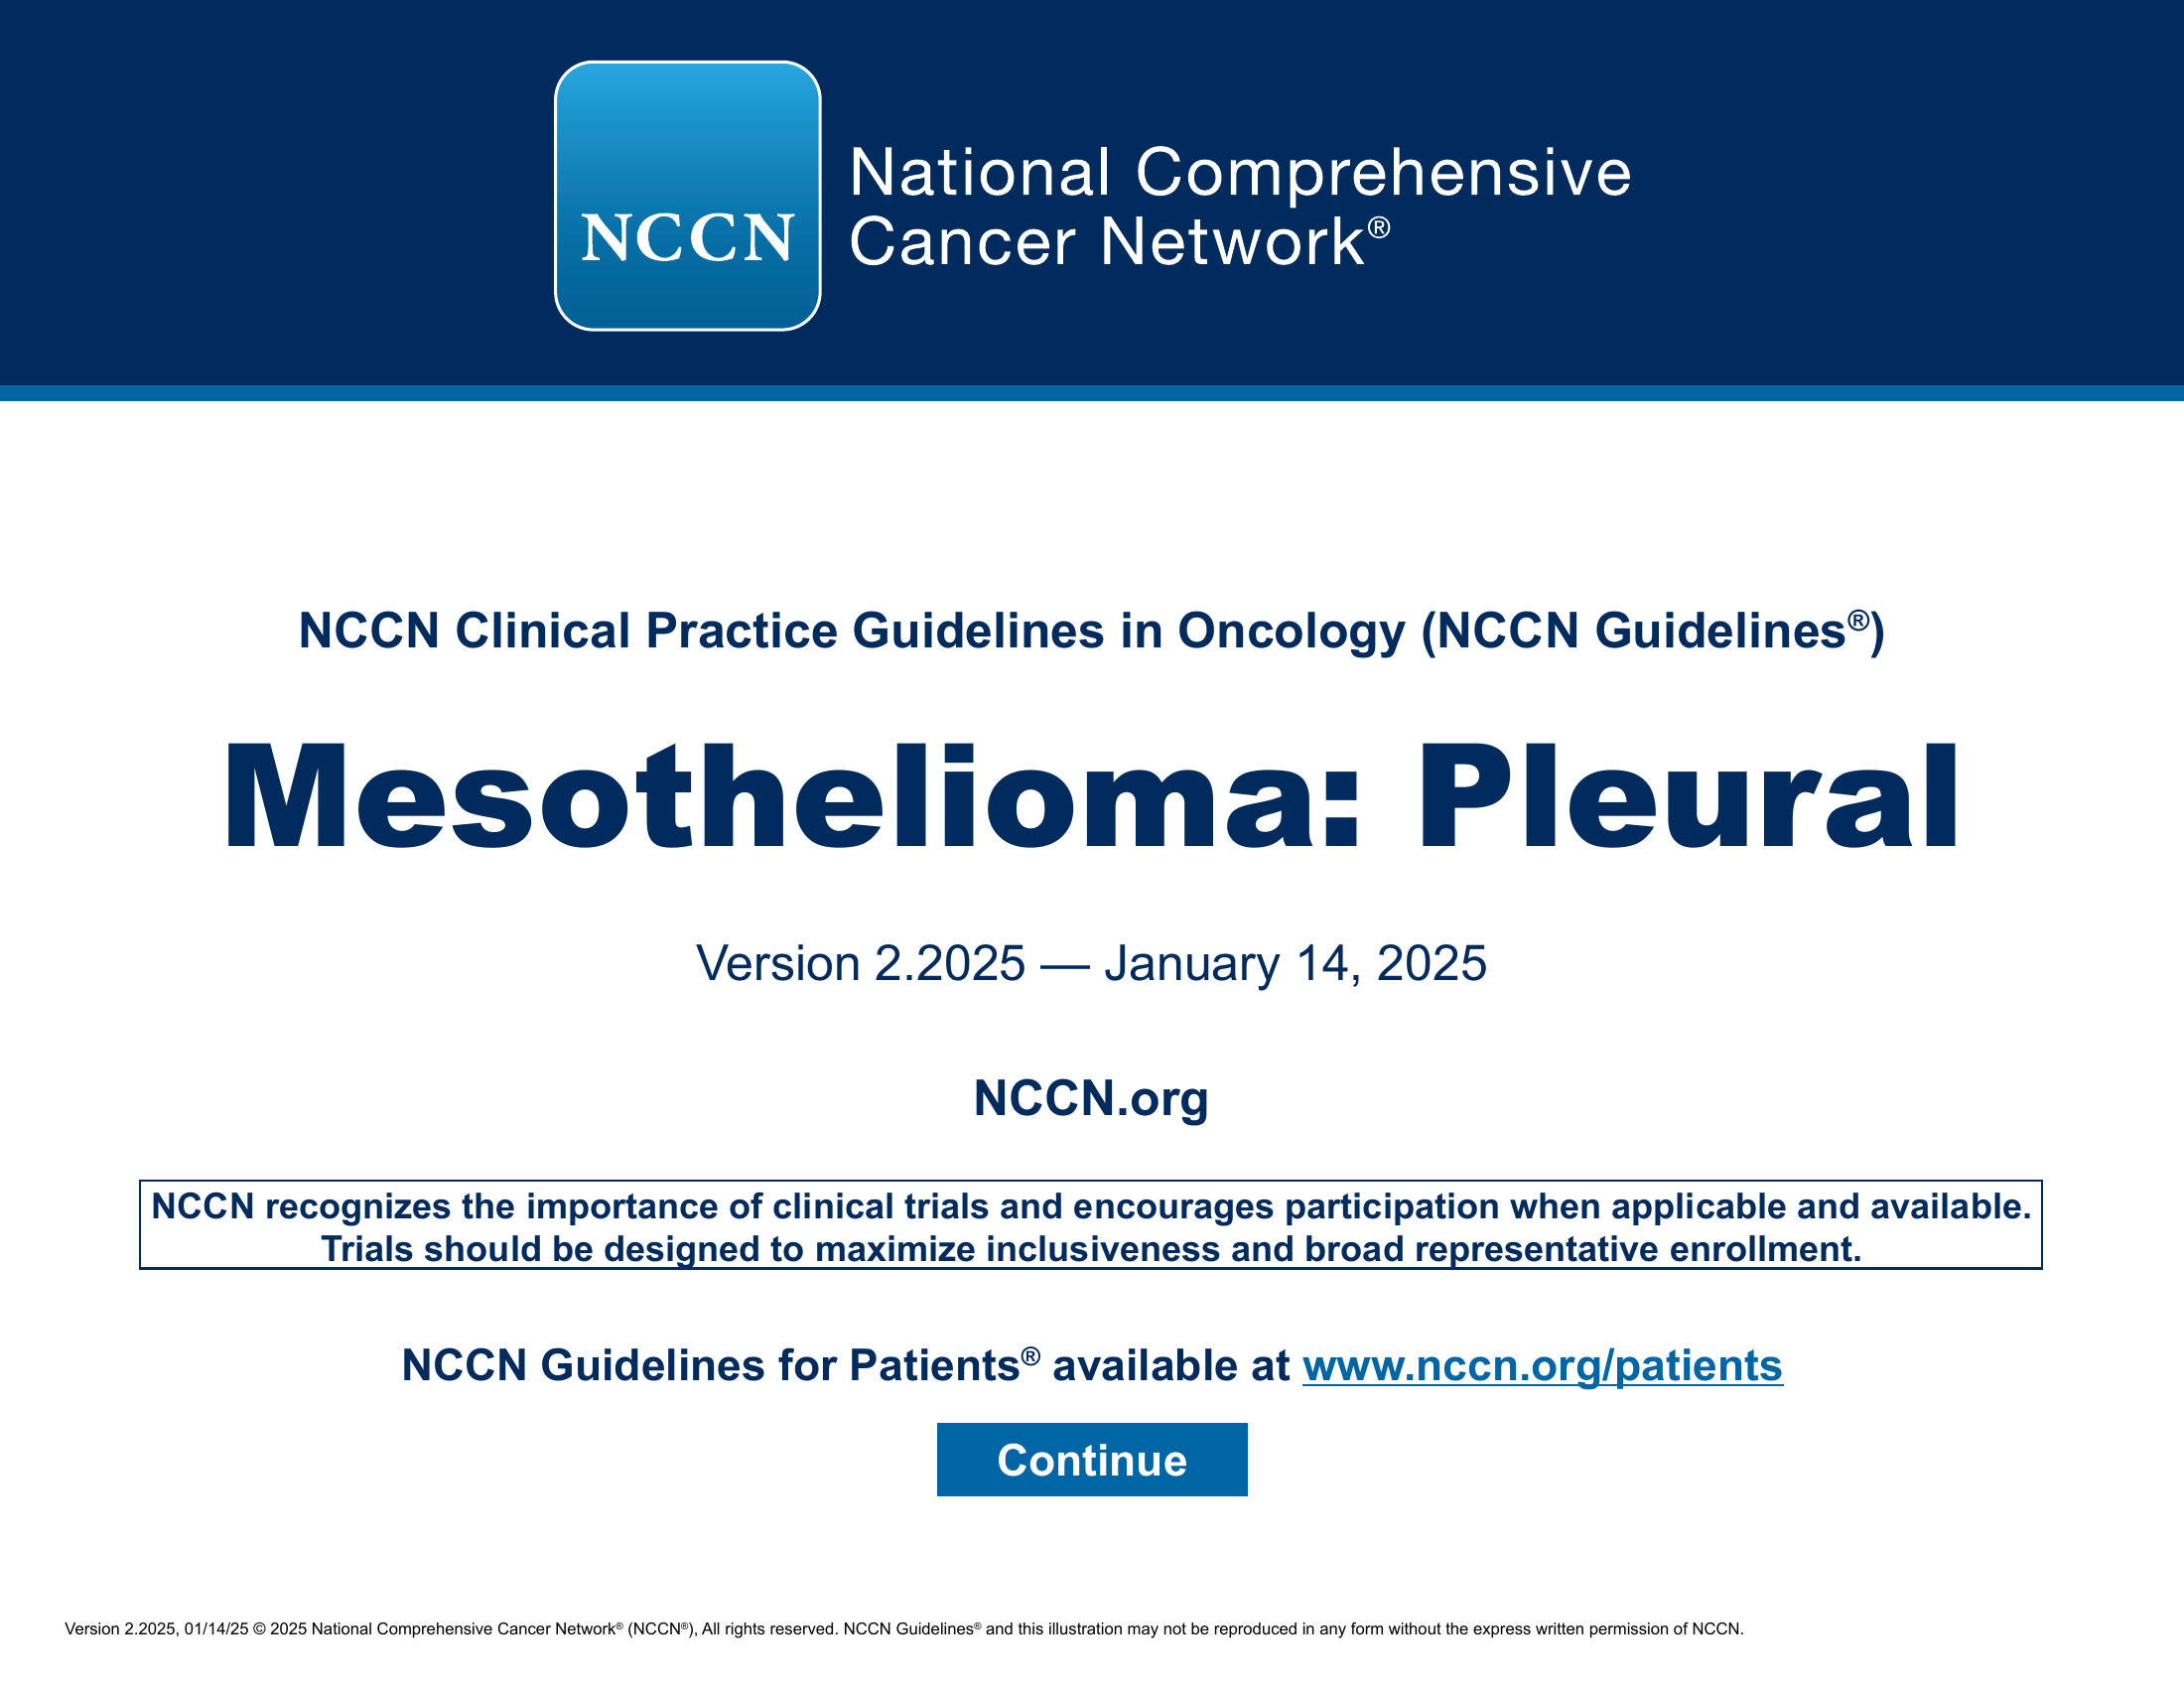 NCCN
National Comprehensive
Cancer Network®
NCCN Clinical Practice Guidelines in Oncology (NCCN Guidelines®)
Mesothelioma: Pleural
Version 2.2025 — January 14, 2025
NCCN.org
NCCN recognizes the importance of clinical trials and encourages participation when applicable and available.
Trials should be designed to maximize inclusiveness and broad representative enrollment.
NCCN Guidelines for Patients® available at www.nccn.org/patients
Continue
Version 2.2025, 01/14/25 © 2025 National Comprehensive Cancer Network® (NCCN®), All rights reserved. NCCN Guidelines® and this illustration may not be reproduced in any form without the express written permission of NCCN.